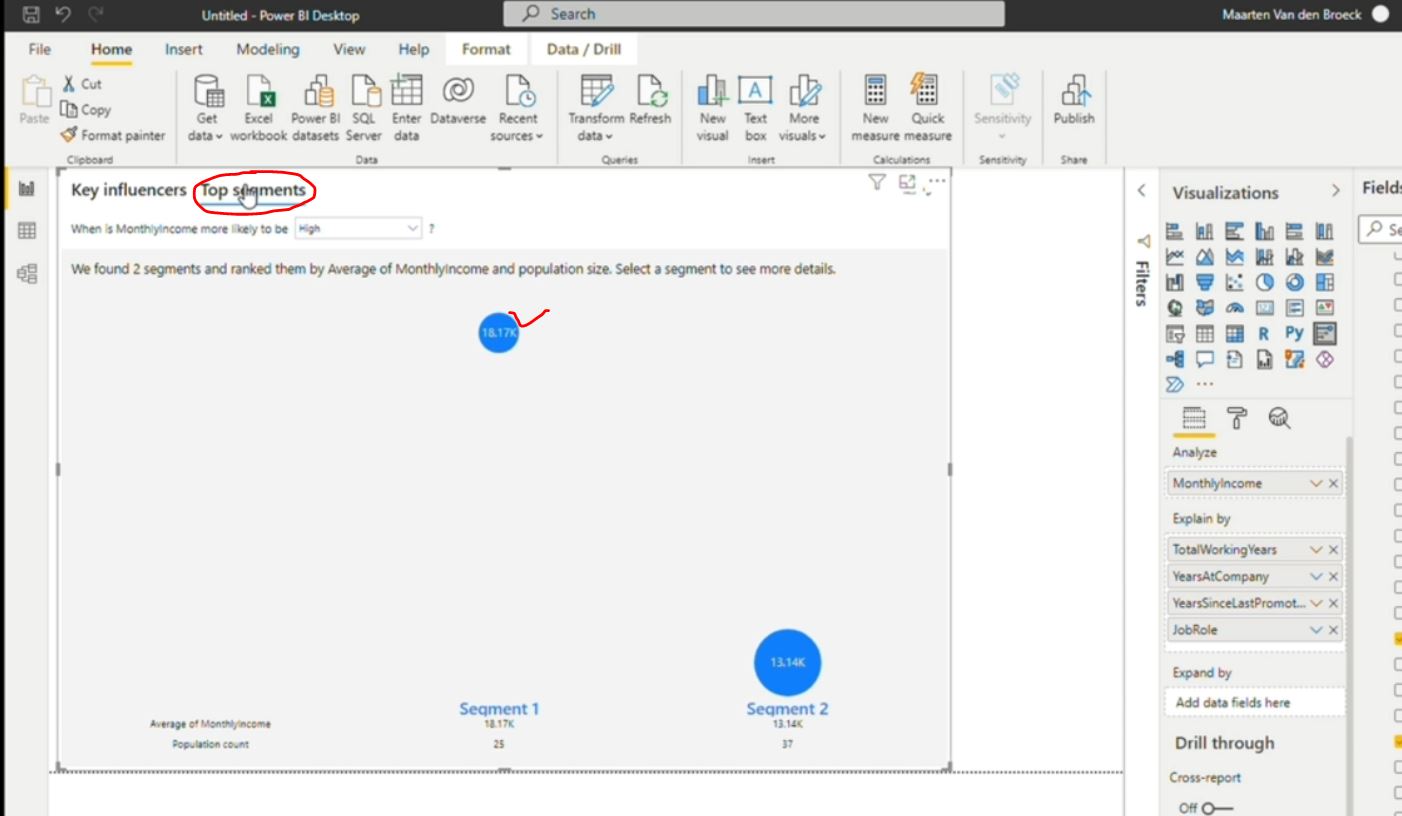 Untitled - Power BI Desktop
Search
Maarten Van den Broeck
File Home Insert Modeling View Help Format Data / Drill
Paste
Cut
Copy
Format painter
Clipboard
Get data
Excel workbook
Power BI datasets
SQL Server
Enter data
Dataverse
Recent sources
Data
Transform data
Refresh
Queries
New visual
Text box
More visuals
Insert
New measure
Quick measure
Calculations
Sensitivity
Sensitivity
Publish
Share
Key influencers Top segments
When is MonthlyIncome more likely to be High ?
We found 2 segments and ranked them by Average of MonthlyIncome and population size. Select a segment to see more details.
18.17K
13.14K
Segment 1 Segment 2
Average of MonthlyIncome 18.17K 13.14K
Population count 25 37
Filters
Visualizations
R Py
Analyze
MonthlyIncome
Explain by
TotalWorkingYears
YearsAtCompany
YearsSinceLastPromot...
JobRole
Expand by
Add data fields here
Drill through
Cross-report
Off